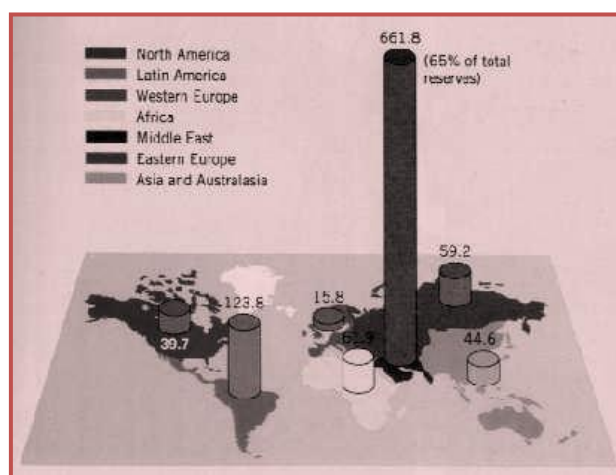 661.8
(65% of total
reserves)
North America
Latin America
Western Europe
Africa
Middle East
Eastern Europe
Asia and Australasia
59.2
123.8
15.8
39.7
44.6